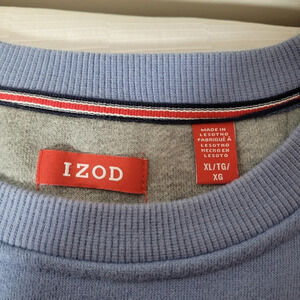 IZOD
MADE IN
LESOTHO
FABRIQUÉ À
LESOTHO
HECHO EN
LESOTO
XL/TG/
XG